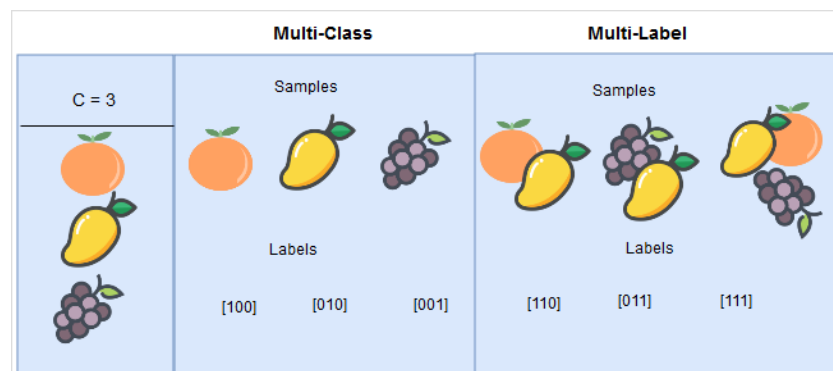 Multi-Class
Multi-Label
C = 3
Samples
Samples
Labels
Labels
[100]
[010]
[001]
[110]
[011]
[111]